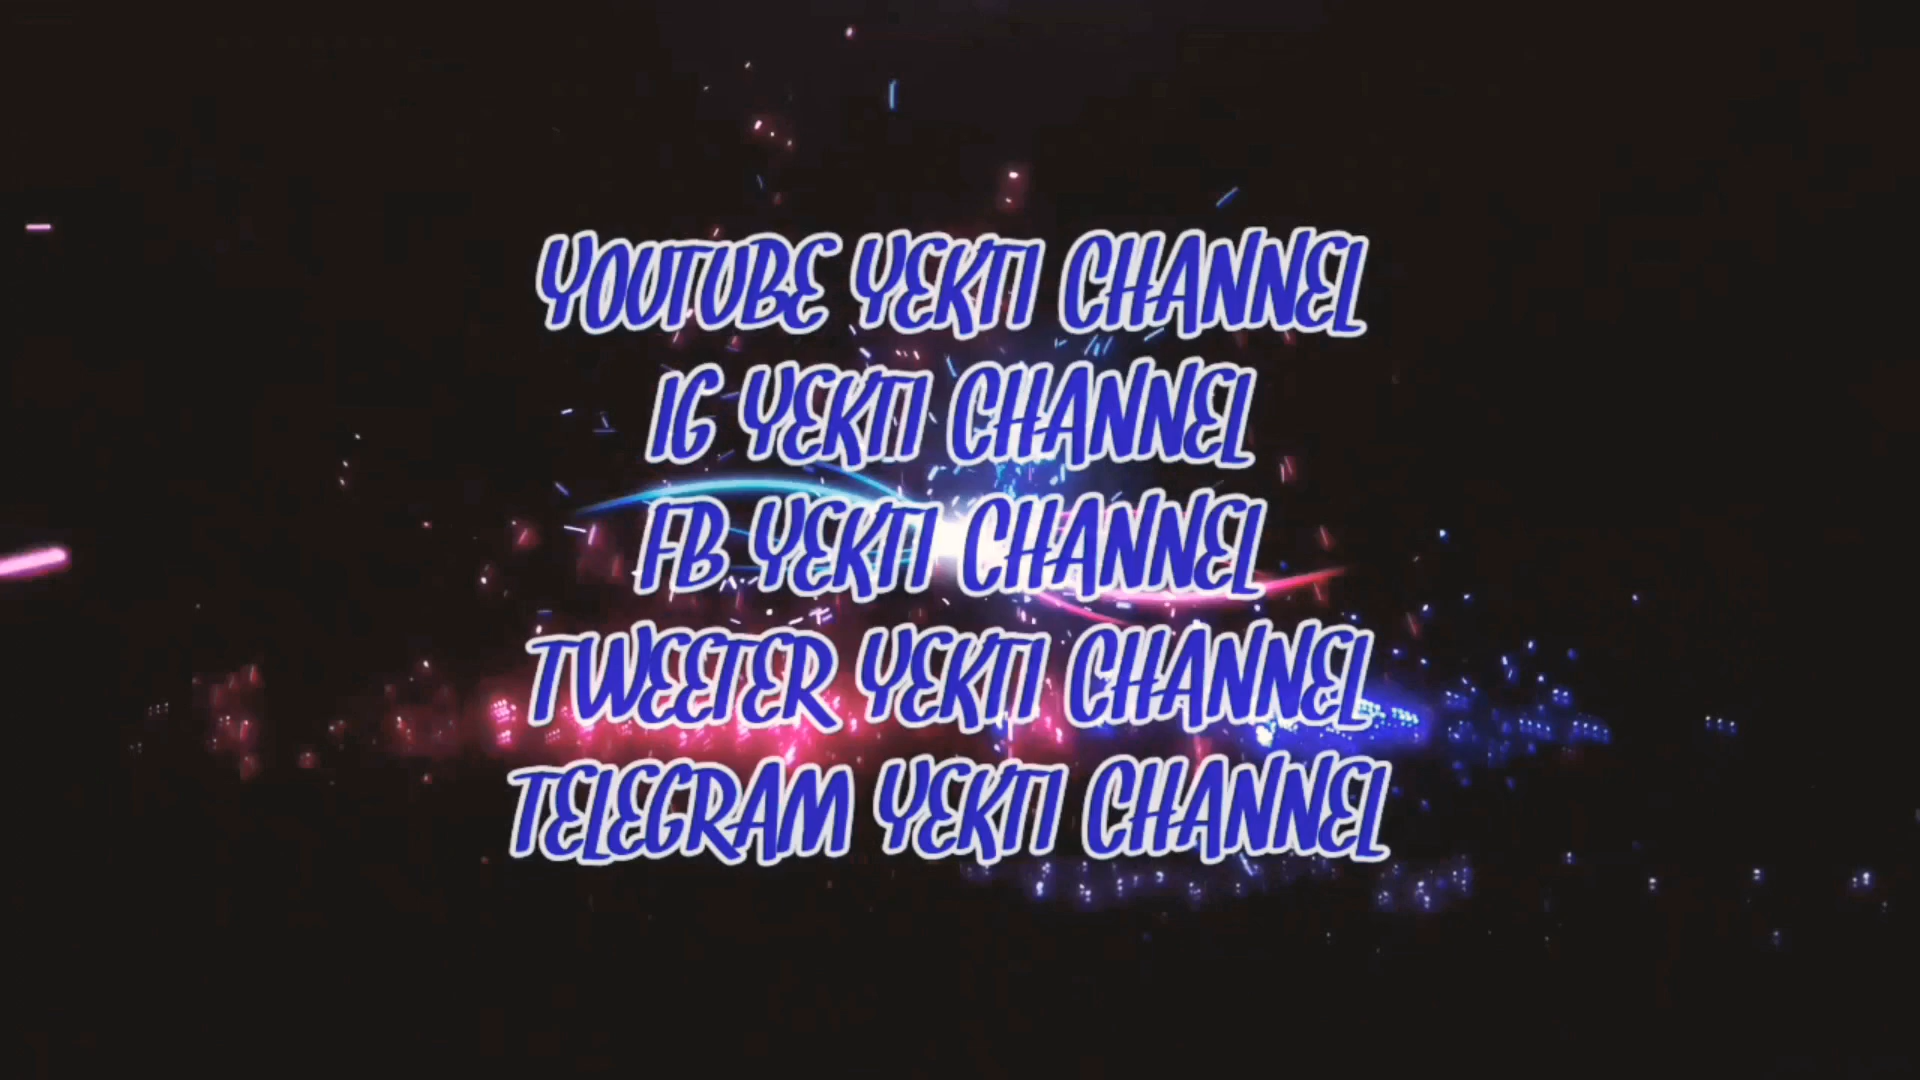 YOUTUBE YEKTI CHANNEL
IG YEKTI CHANNEL
FB YEKTI CHANNEL
TWEETER YEKTI CHANNEL
TELEGRAM YEKTI CHANNEL